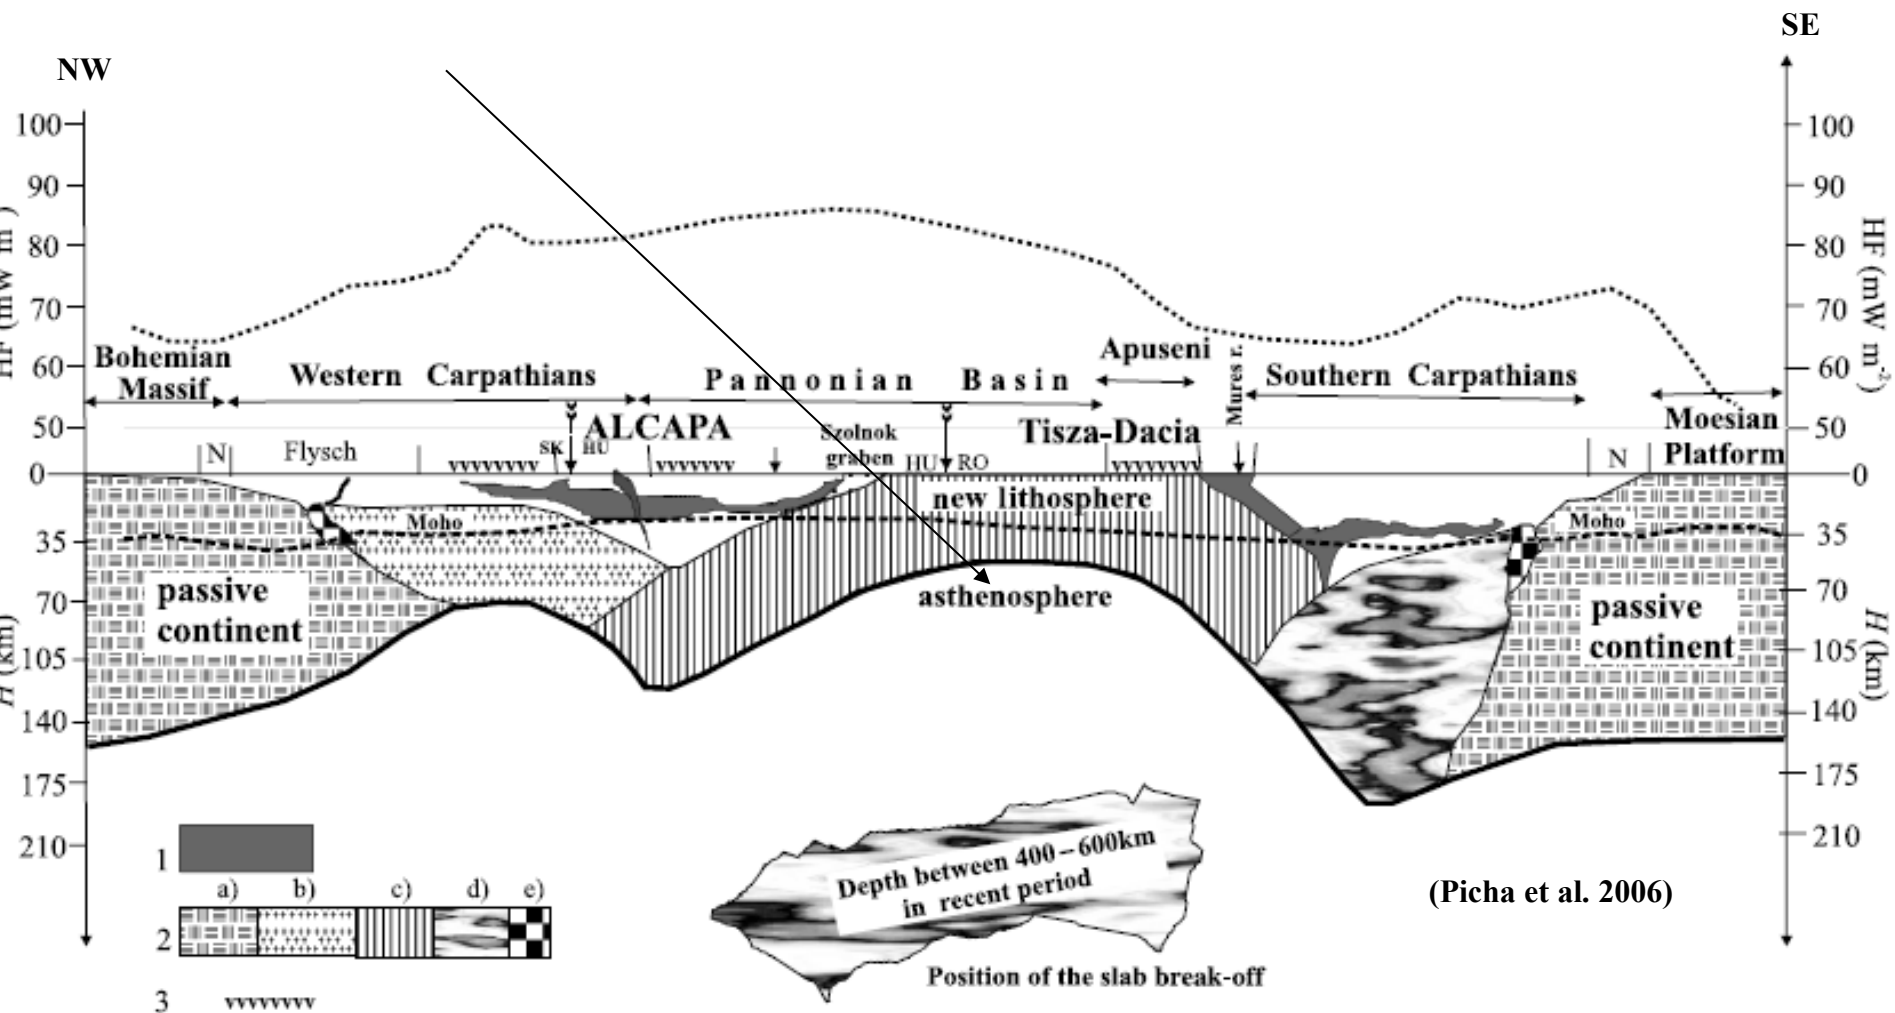 SE
NW
100
90
80
70
60
50
0
35
70
105
140
175
210
HF (mW m
H (km)
100
90
80
70
60
50
0
35
70
105
140
175
210
HF (mW m⁻²)
H (km)
Bohemian
Massif
Western Carpathians
Pannonian Basin
Apuseni
Mures r.
Southern Carpathians
Moesian
Platform
ALCAPA
Szolnok
graben
Tisza-Dacia
N
Flysch
SK
HU
HU
RO
N
new lithosphere
Moho
Moho
passive
continent
asthenosphere
passive
continent
1
a) b) c) d) e)
2
3
vvvvvvvv
Depth between 400–600km
in recent period
Position of the slab break-off
(Picha et al. 2006)